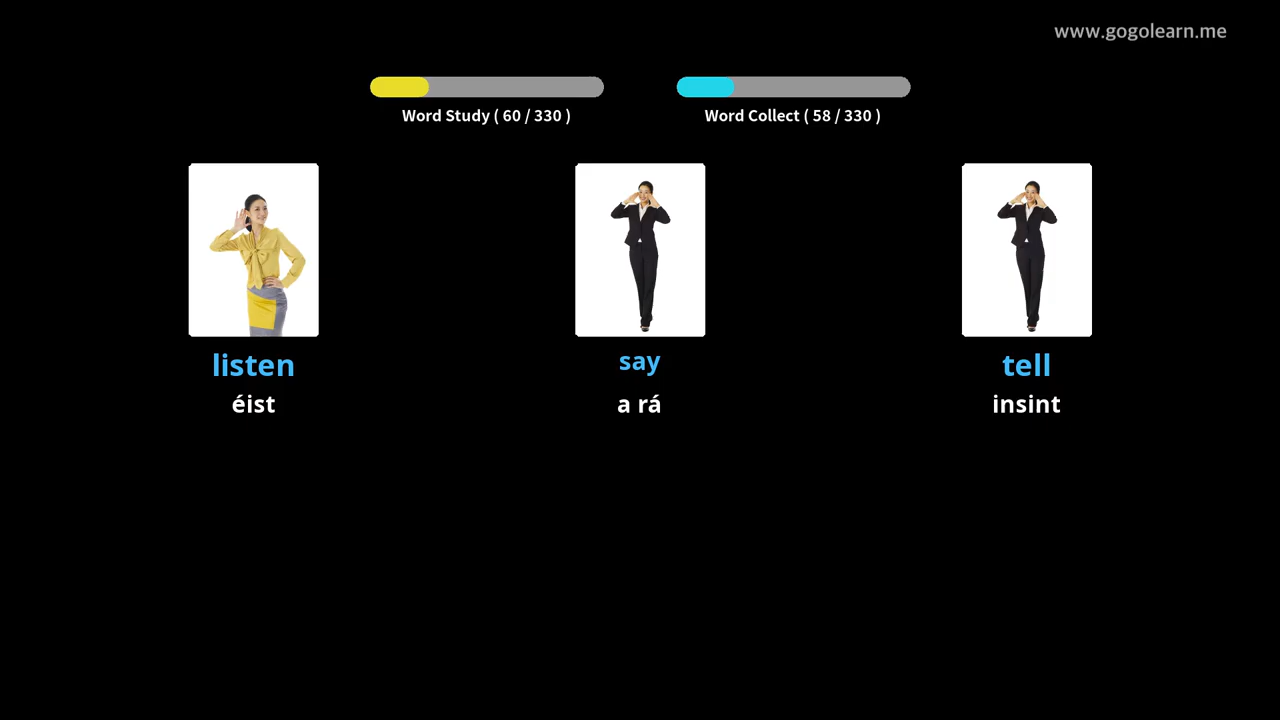 www.gogolearn.me
Word Study ( 60 / 330 )
Word Collect ( 58 / 330 )
listen
éist
say
a rá
tell
insint